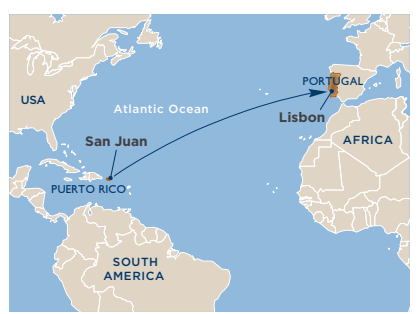 PORTUGAL
USA
Atlantic Ocean
Lisbon
San Juan
AFRICA
PUERTO RICO
SOUTH
AMERICA